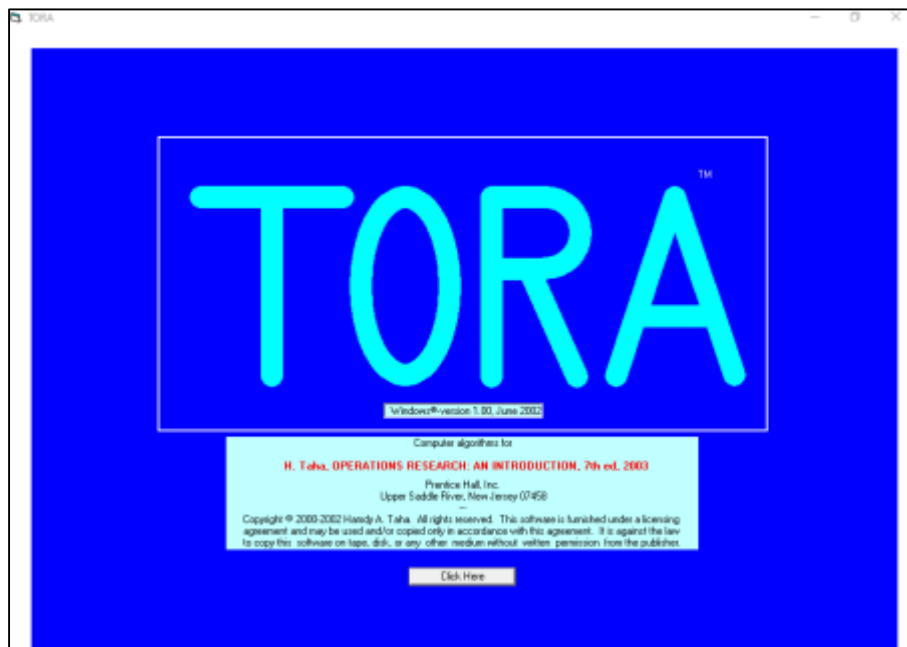 TORA
TORA
TM
Windows®-version 1.00, June 2002
Computer algorithms for
H. Taha, OPERATIONS RESEARCH: AN INTRODUCTION, 7th ed, 2003
Prentice Hall, Inc.
Upper Saddle River, New Jersey 07458
---
Copyright © 2000-2002 Hamdy A. Taha. All rights reserved. This software is furnished under a licensing
agreement and may be used and/or copied only in accordance with this agreement. It is against the law
to copy this software on tape, disk, or any other medium without written permission from the publisher.
Click Here